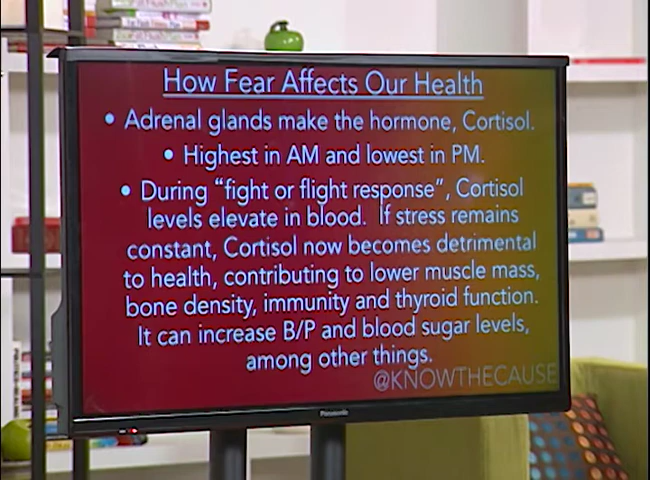 How Fear Affects Our Health
• Adrenal glands make the hormone, Cortisol.
• Highest in AM and lowest in PM.
• During “fight or flight response”, Cortisol
levels elevate in blood. If stress remains
constant, Cortisol now becomes detrimental
to health, contributing to lower muscle mass,
bone density, immunity and thyroid function.
It can increase B/P and blood sugar levels,
among other things.
@KNOWTHECAUSE
Panasonic